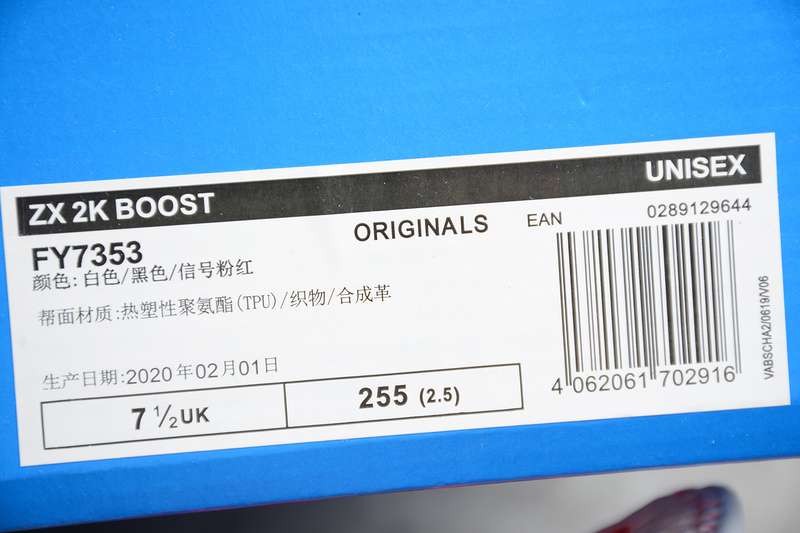 ZX 2K BOOST
UNISEX
FY7353
ORIGINALS
EAN
0289129644
颜色: 白色/黑色/信号粉红
帮面材质:热塑性聚氨酯(TPU)/织物/合成革
生产日期:2020年02月01日
7 1/2 UK
255 (2.5)
4 062061 702916
VABSCHA2/0619/V06